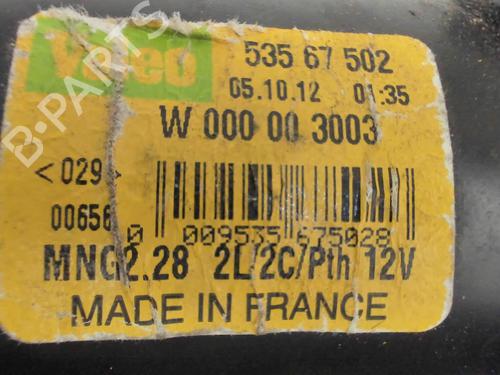 Valeo
535 67 502
05.10.12 01:35
W 000 00 3003
<029>
00656
0 009535 675028
MNG2.28 2L/2C/Pth 12V
MADE IN FRANCE